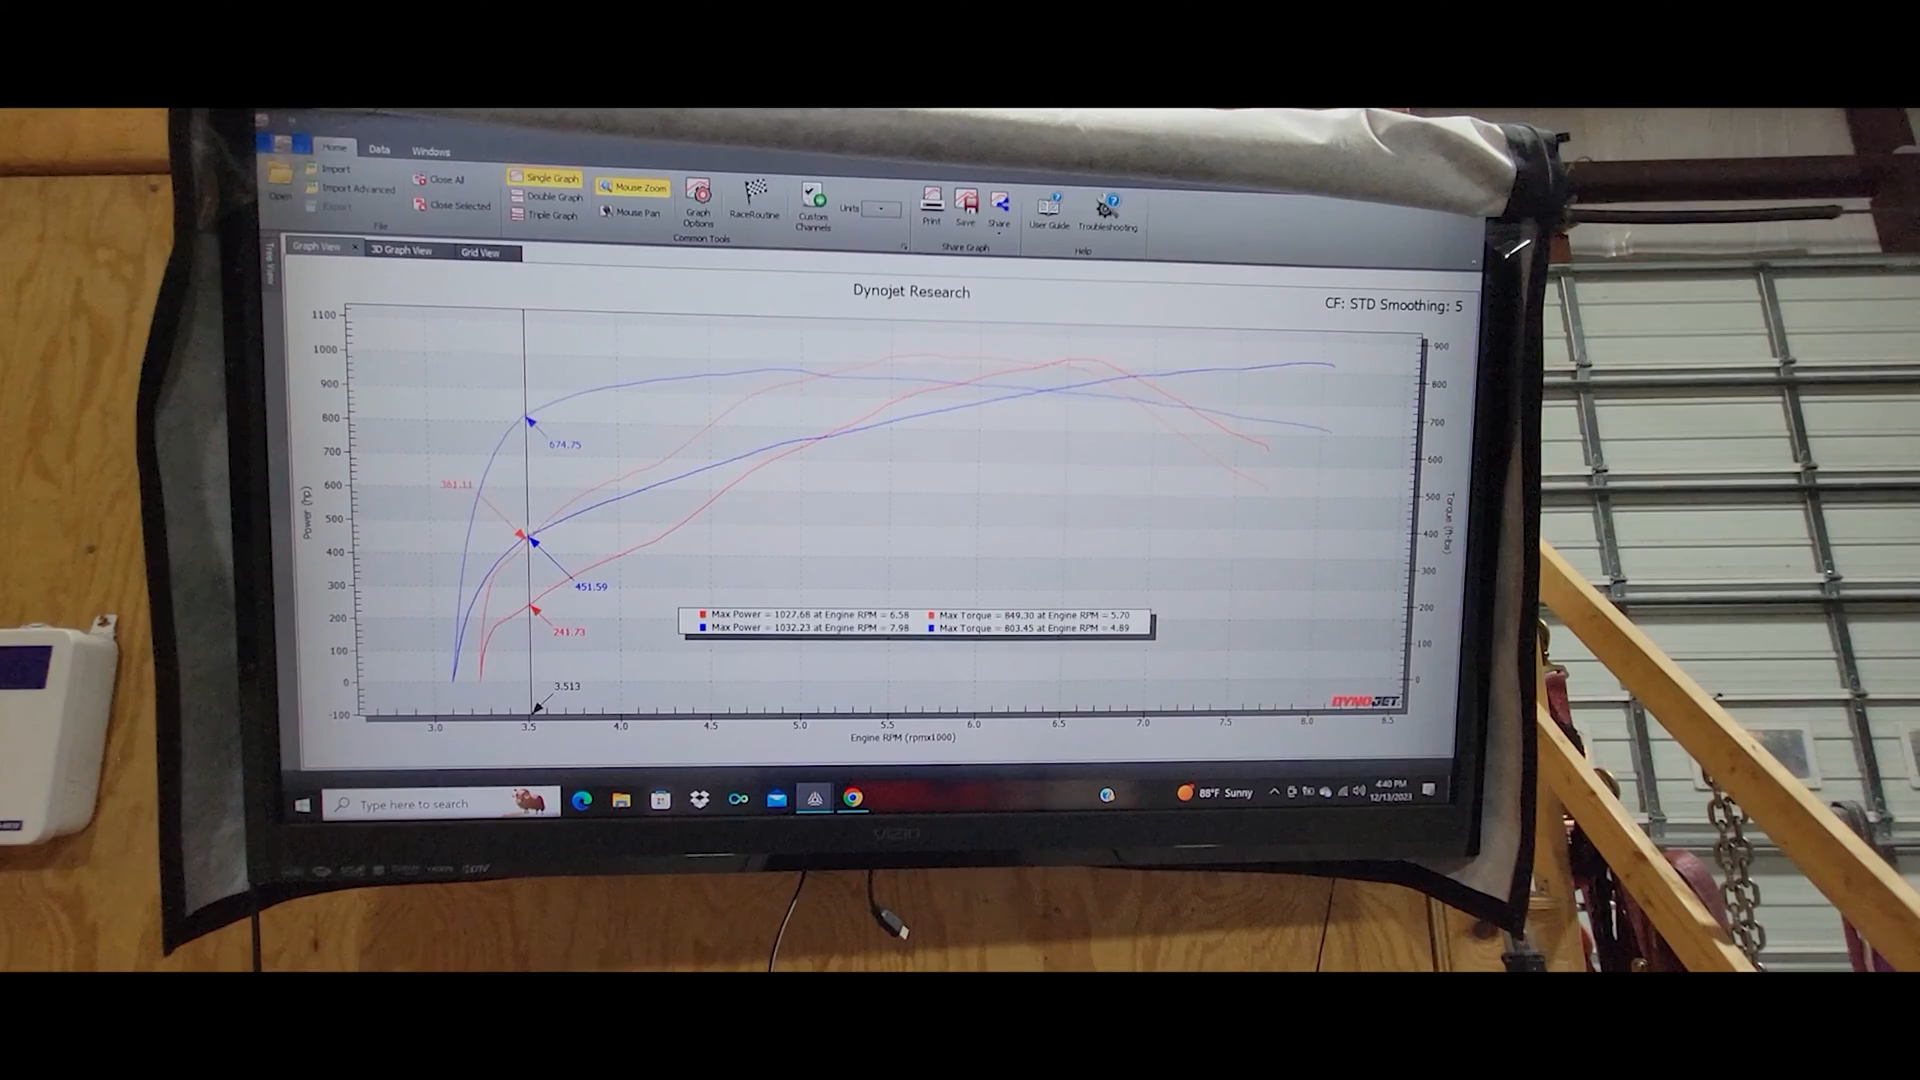 Home Data Windows
Open
Import
Import Advanced
Export
Close All
Close Selected
File
Single Graph
Double Graph
Triple Graph
Mouse Zoom
Mouse Pan
Graph Options
RaceRoutine
Custom Channels
Units
Common Tools
Print
Save
Share
Share Graph
User Guide
Troubleshooting
Help
Tree View
Graph View × 3D Graph View Grid View
Dynojet Research
CF: STD Smoothing: 5
1100
1000
900
800
700
600
500
400
300
200
100
0
-100
Power (hp)
900
800
700
600
500
400
300
200
100
0
Torque (ft-lbs)
674.75
361.11
451.59
241.73
3.513
Max Power = 1027.68 at Engine RPM = 6.58 Max Torque = 849.30 at Engine RPM = 5.70
Max Power = 1032.23 at Engine RPM = 7.98 Max Torque = 803.45 at Engine RPM = 4.89
DYNOJET
3.0 3.5 4.0 4.5 5.0 5.5 6.0 6.5 7.0 7.5 8.0 8.5
Engine RPM (rpmx1000)
Type here to search
88°F Sunny
4:40 PM
12/13/2023
VIZIO